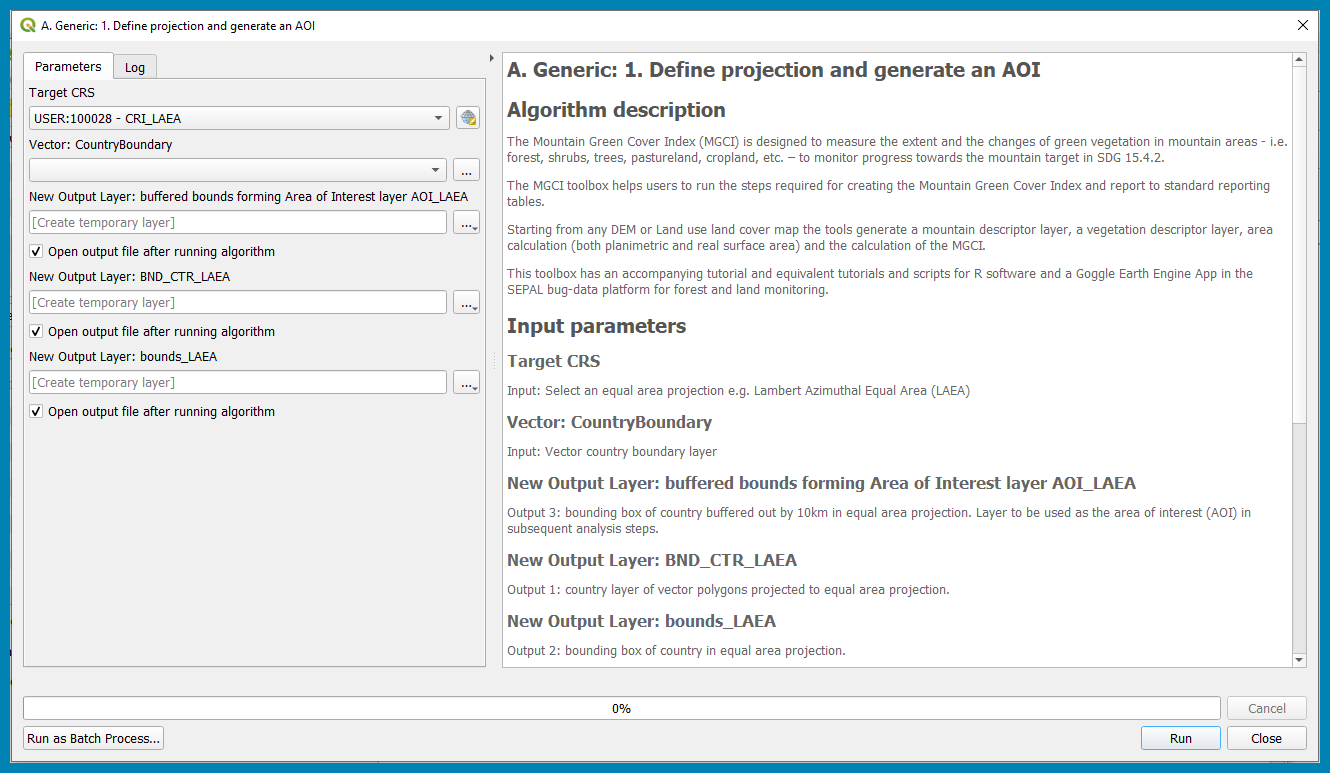 A. Generic: 1. Define projection and generate an AOI
Parameters
Log
Target CRS
USER:100028 - CRI_LAEA
Vector: CountryBoundary
...
New Output Layer: buffered bounds forming Area of Interest layer AOI_LAEA
[Create temporary layer]
...
Open output file after running algorithm
New Output Layer: BND_CTR_LAEA
[Create temporary layer]
...
Open output file after running algorithm
New Output Layer: bounds_LAEA
[Create temporary layer]
...
Open output file after running algorithm
A. Generic: 1. Define projection and generate an AOI
Algorithm description
The Mountain Green Cover Index (MGCI) is designed to measure the extent and the changes of green vegetation in mountain areas - i.e.
forest, shrubs, trees, pastureland, cropland, etc. – to monitor progress towards the mountain target in SDG 15.4.2.
The MGCI toolbox helps users to run the steps required for creating the Mountain Green Cover Index and report to standard reporting
tables.
Starting from any DEM or Land use land cover map the tools generate a mountain descriptor layer, a vegetation descriptor layer, area
calculation (both planimetric and real surface area) and the calculation of the MGCI.
This toolbox has an accompanying tutorial and equivalent tutorials and scripts for R software and a Goggle Earth Engine App in the
SEPAL bug-data platform for forest and land monitoring.
Input parameters
Target CRS
Input: Select an equal area projection e.g. Lambert Azimuthal Equal Area (LAEA)
Vector: CountryBoundary
Input: Vector country boundary layer
New Output Layer: buffered bounds forming Area of Interest layer AOI_LAEA
Output 3: bounding box of country buffered out by 10km in equal area projection. Layer to be used as the area of interest (AOI) in
subsequent analysis steps.
New Output Layer: BND_CTR_LAEA
Output 1: country layer of vector polygons projected to equal area projection.
New Output Layer: bounds_LAEA
Output 2: bounding box of country in equal area projection.
0%
Cancel
Run as Batch Process...
Run
Close